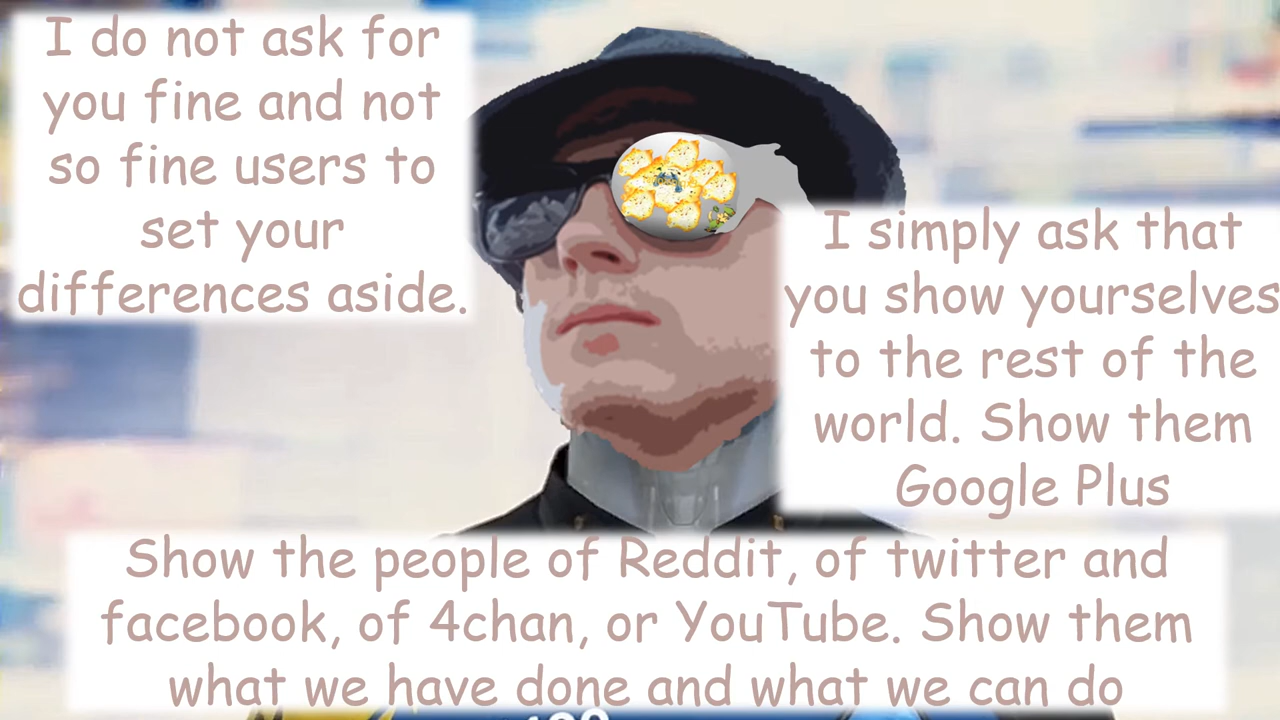 I do not ask for
you fine and not
so fine users to
set your
differences aside.
I simply ask that
you show yourselves
to the rest of the
world. Show them
Google Plus
Show the people of Reddit, of twitter and
facebook, of 4chan, or YouTube. Show them
what we have done and what we can do